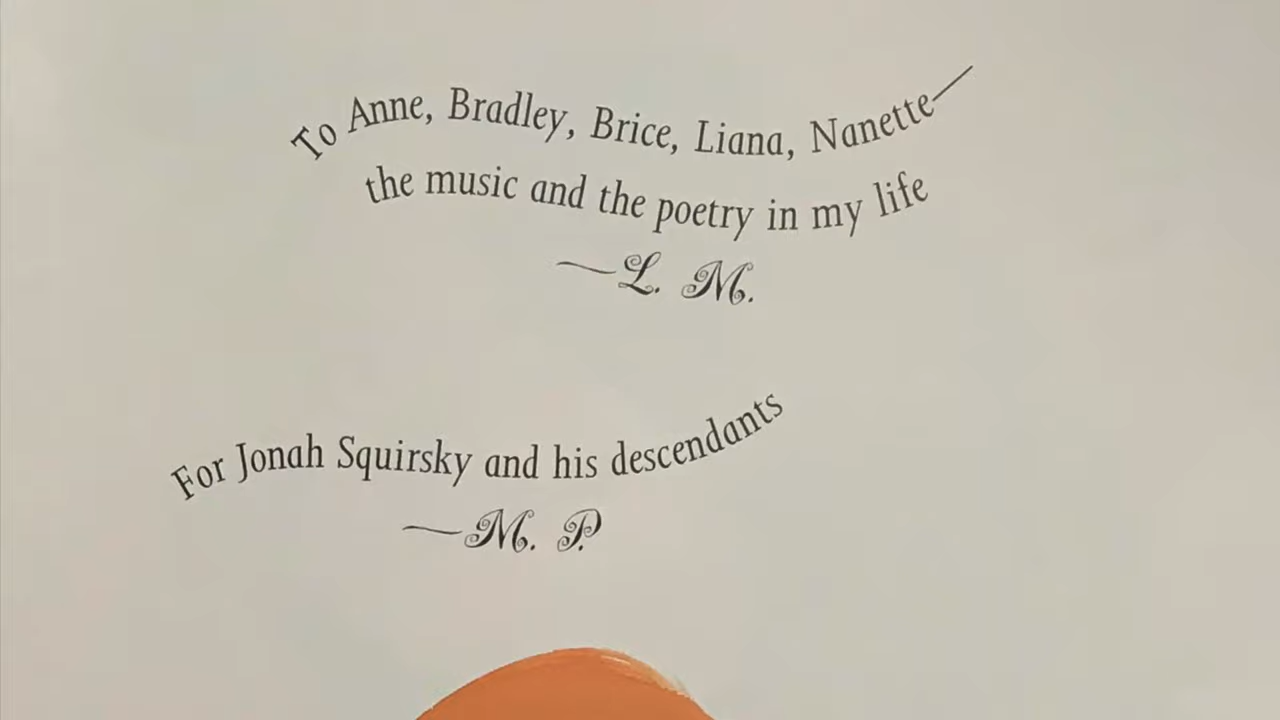 To Anne, Bradley, Brice, Liana, Nanette—
the music and the poetry in my life
—L. M.
For Jonah Squirsky and his descendants
—M. P.